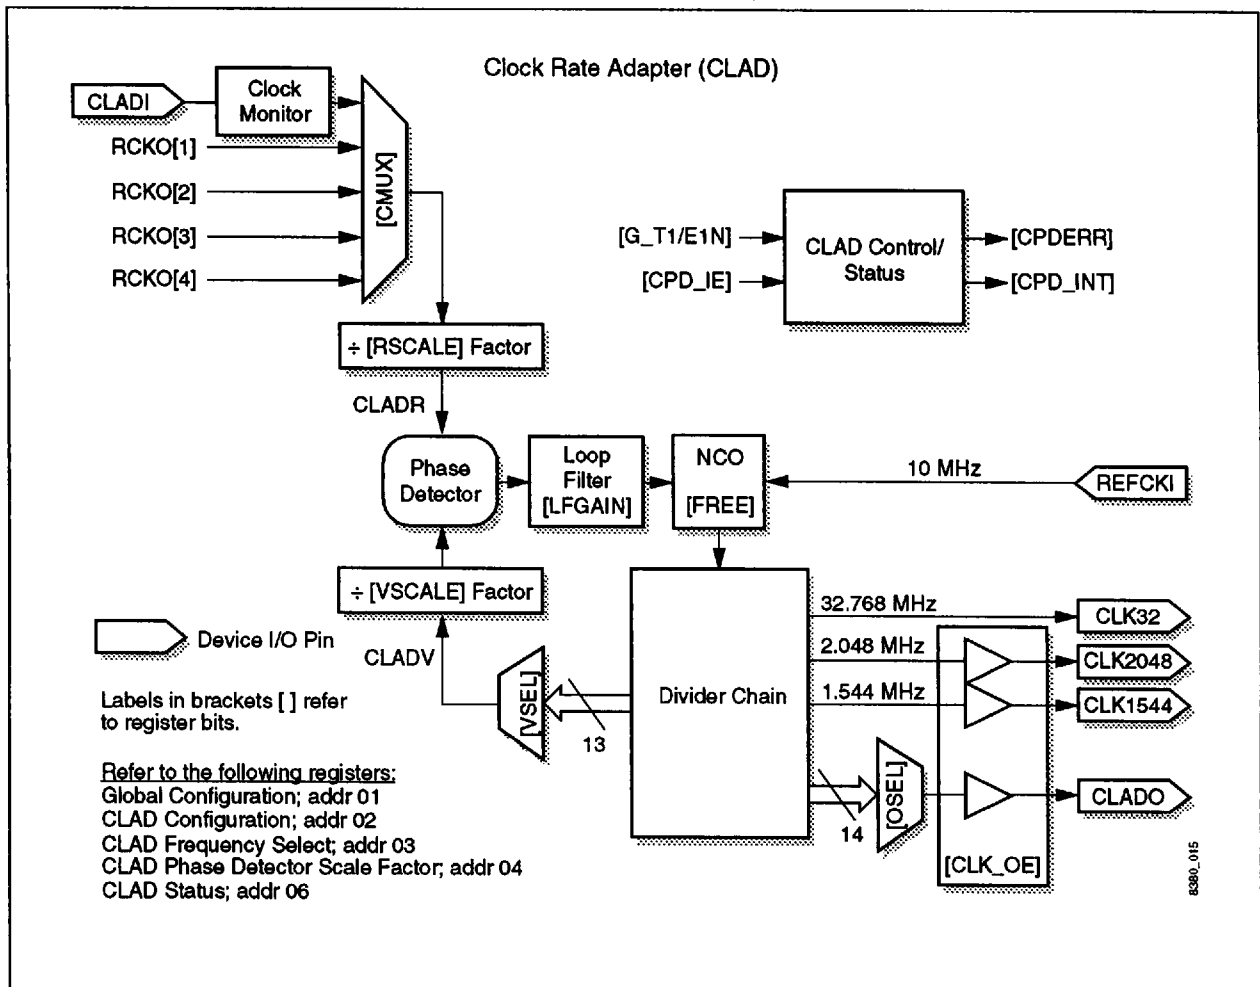 Clock Rate Adapter (CLAD)
CLADI
Clock
Monitor
RCKO[1]
RCKO[2]
RCKO[3]
RCKO[4]
[CMUX]
[G_T1/E1N]
[CPD_IE]
CLAD Control/
Status
[CPDERR]
[CPD_INT]
÷ [RSCALE] Factor
CLADR
Phase
Detector
Loop
Filter
[LFGAIN]
NCO
[FREE]
10 MHz
REFCKI
÷ [VSCALE] Factor
CLADV
[VSEL]
13
Divider Chain
32.768 MHz
2.048 MHz
1.544 MHz
14
[OSEL]
[CLK_OE]
CLK32
CLK2048
CLK1544
CLADO
Device I/O Pin
Labels in brackets [ ] refer
to register bits.
Refer to the following registers:
Global Configuration; addr 01
CLAD Configuration; addr 02
CLAD Frequency Select; addr 03
CLAD Phase Detector Scale Factor; addr 04
CLAD Status; addr 06
8380_015